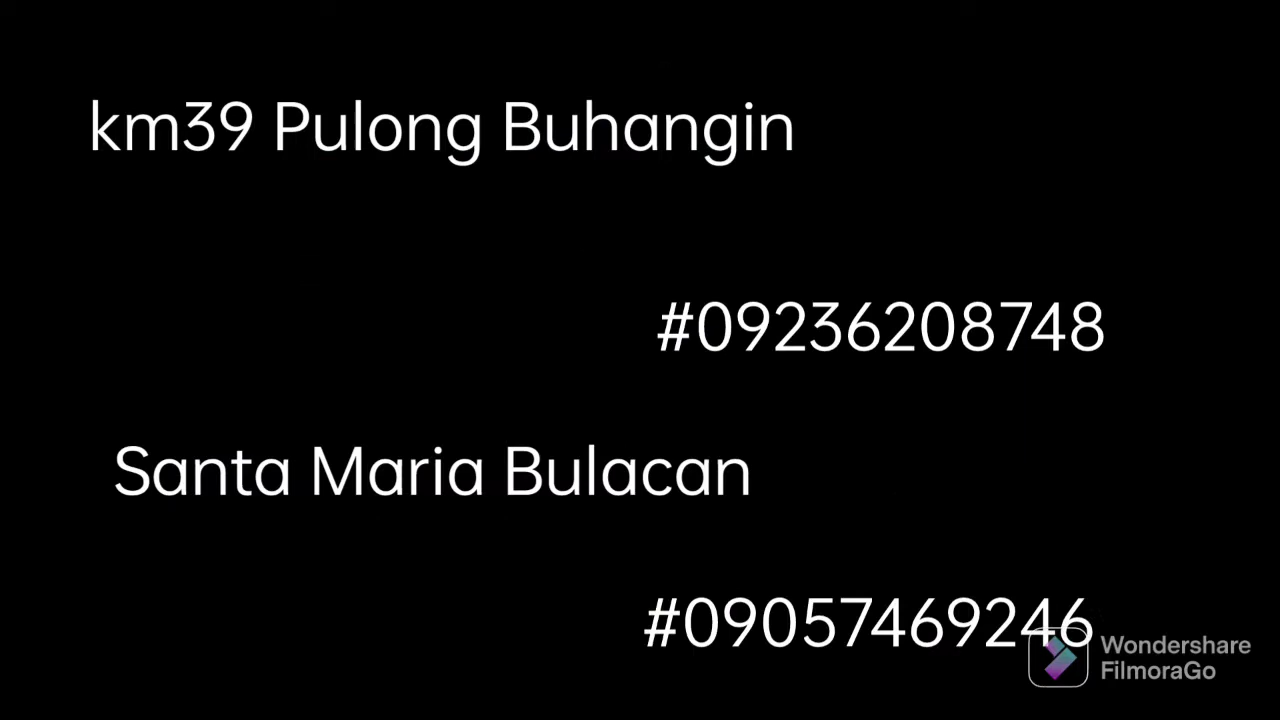 km39 Pulong Buhangin
#09236208748
Santa Maria Bulacan
#09057469246
Wondershare
FilmoraGo